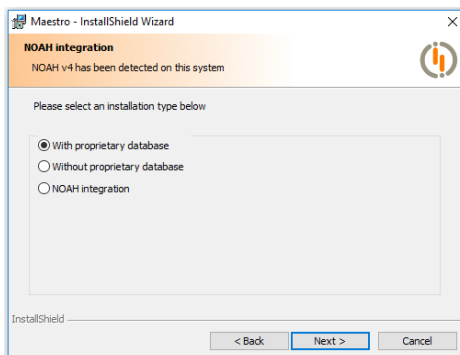 Maestro - InstallShield Wizard
NOAH integration
NOAH v4 has been detected on this system
Please select an installation type below
With proprietary database
Without proprietary database
NOAH integration
InstallShield
< Back Next > Cancel